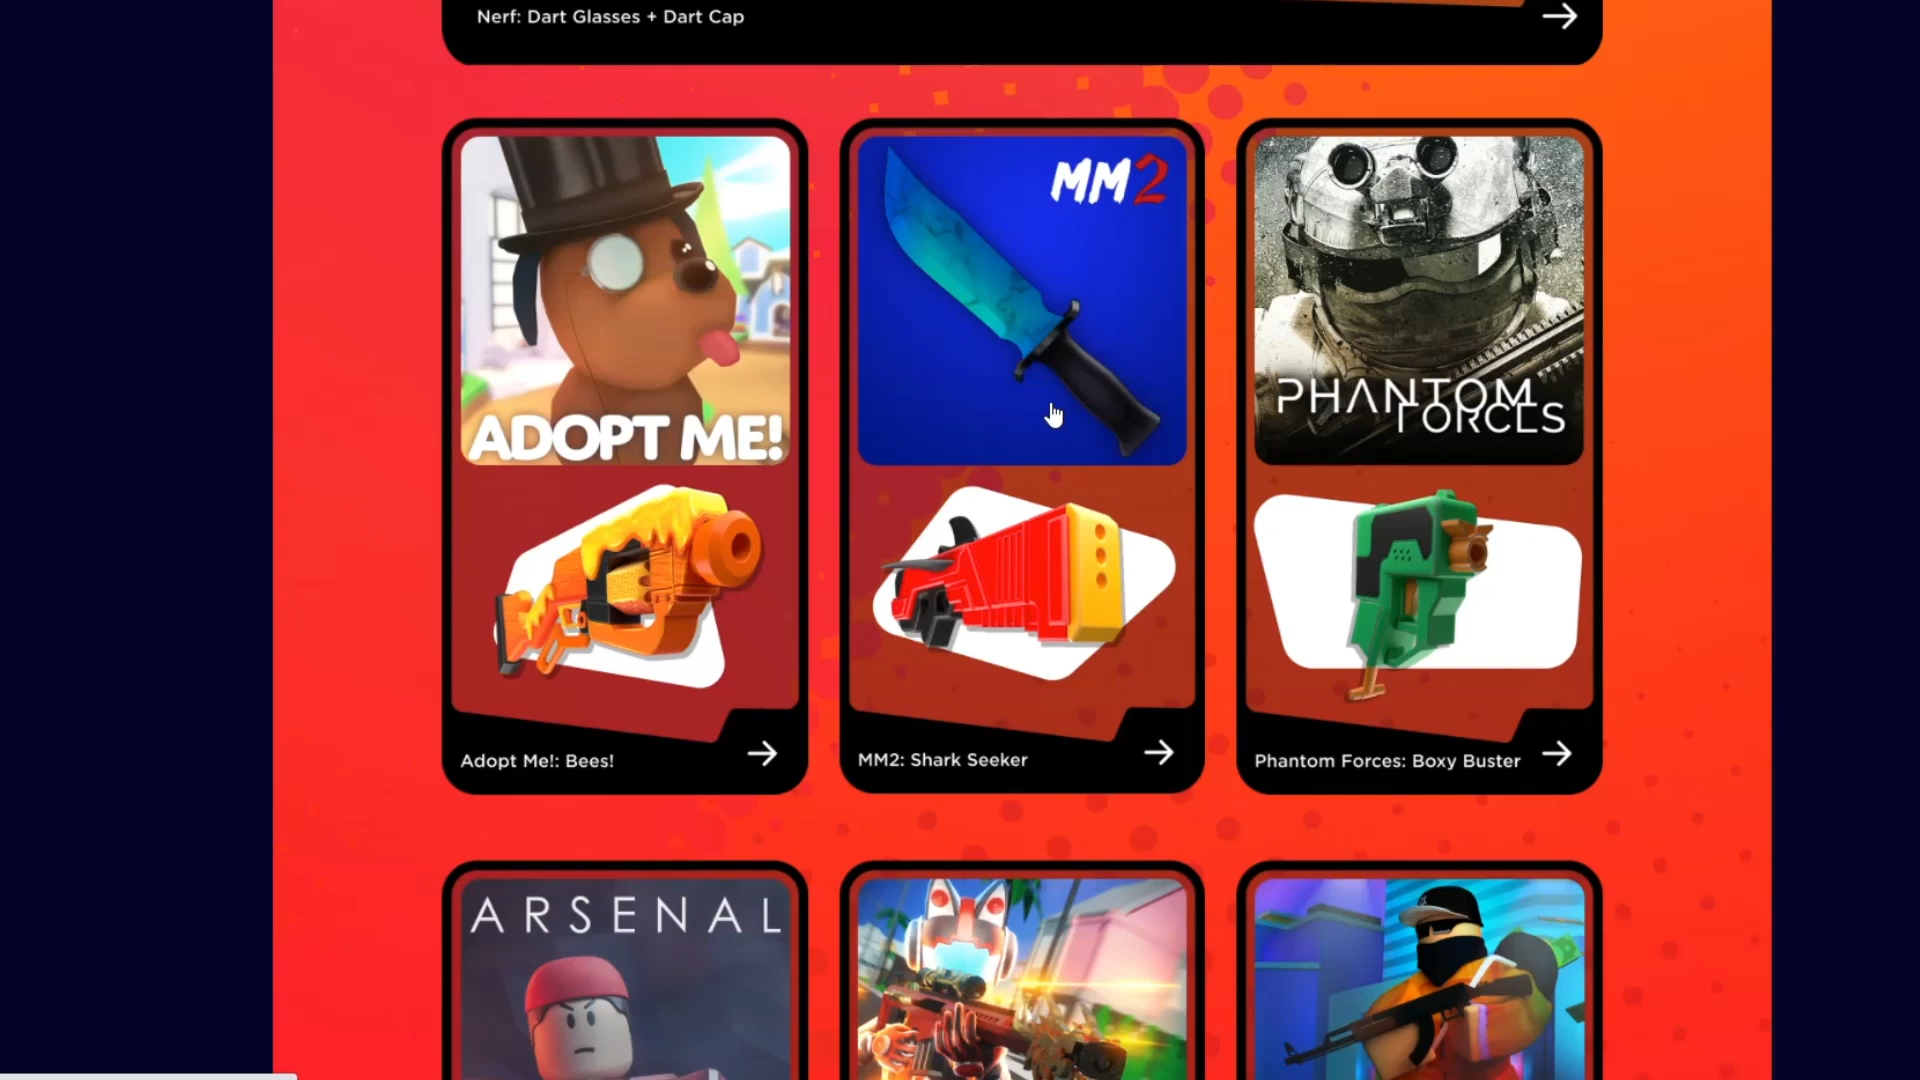 Nerf: Dart Glasses + Dart Cap
ADOPT ME!
MM2
PHANTOM
FORCES
Adopt Me!: Bees!
MM2: Shark Seeker
Phantom Forces: Boxy Buster
ARSENAL